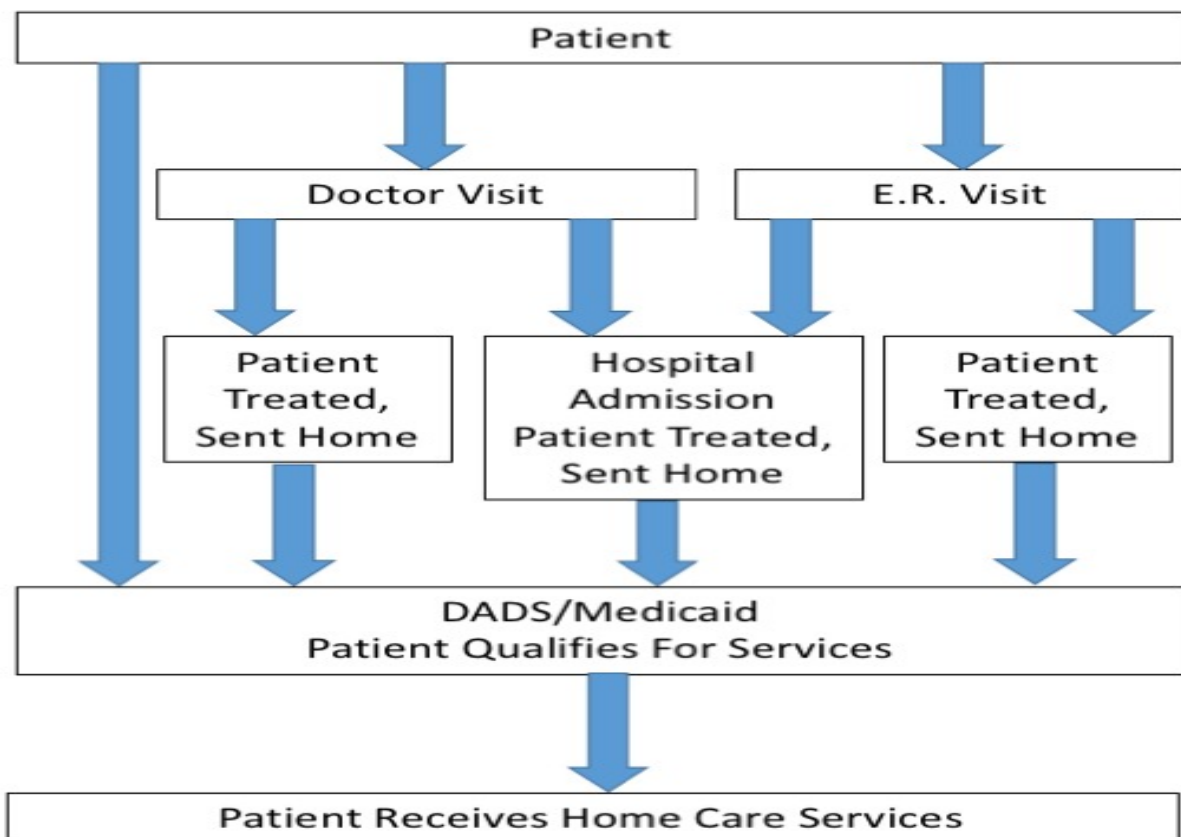 Patient
Doctor Visit
E.R. Visit
Patient
Treated,
Sent Home
Hospital
Admission
Patient Treated,
Sent Home
Patient
Treated,
Sent Home
DADS/Medicaid
Patient Qualifies For Services
Patient Receives Home Care Services